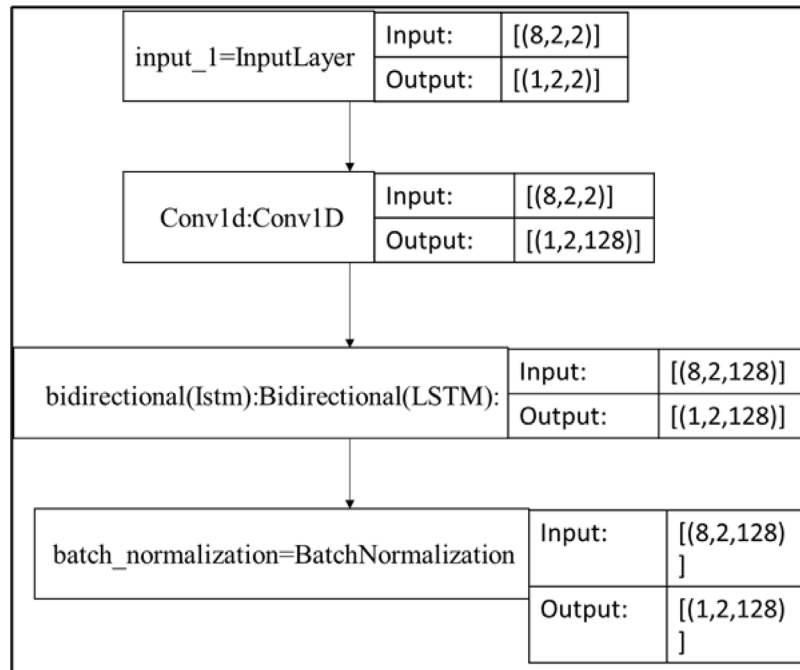 input_1=InputLayer
Input: [(8,2,2)]
Output: [(1,2,2)]
Conv1d:Conv1D
Input: [(8,2,2)]
Output: [(1,2,128)]
bidirectional(Istm):Bidirectional(LSTM):
Input: [(8,2,128)]
Output: [(1,2,128)]
batch_normalization=BatchNormalization
Input: [(8,2,128)
]
Output: [(1,2,128)
]